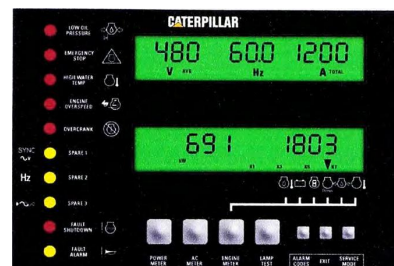 CATERPILLAR
LOW OIL PRESSURE
EMERGENCY STOP
HIGH WATER TEMP
ENGINE OVERSPEED
OVERCRANK
SYNC SPARE 1
Hz SPARE 2
SPARE 3
FAULT SHUTDOWN
FAULT ALARM
480 60.0 1200
V AVG Hz A TOTAL
691 1803
kW
POWER METER
AC METER
ENGINE METER
LAMP TEST
ALARM CODES
EXIT
SERVICE MODE